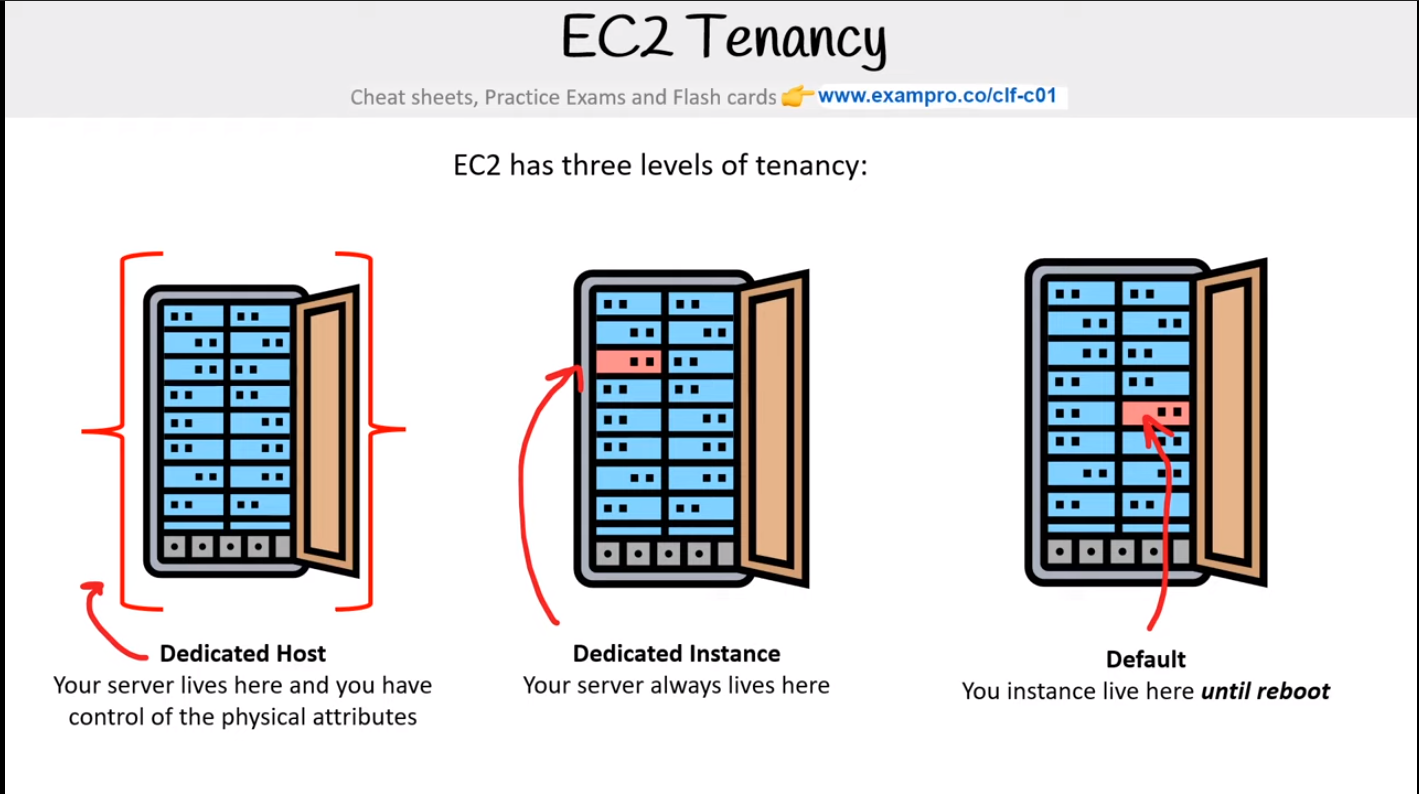 EC2 Tenancy
Cheat sheets, Practice Exams and Flash cards 👉 www.exampro.co/clf-c01
EC2 has three levels of tenancy:
Dedicated Host
Your server lives here and you have
control of the physical attributes
Dedicated Instance
Your server always lives here
Default
You instance live here until reboot